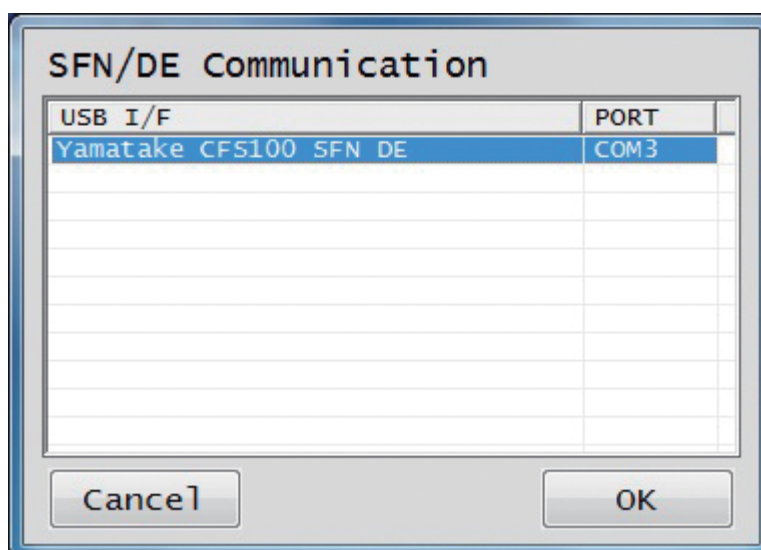 SFN/DE Communication
USB I/F PORT
Yamatake CFS100 SFN DE COM3
Cancel OK